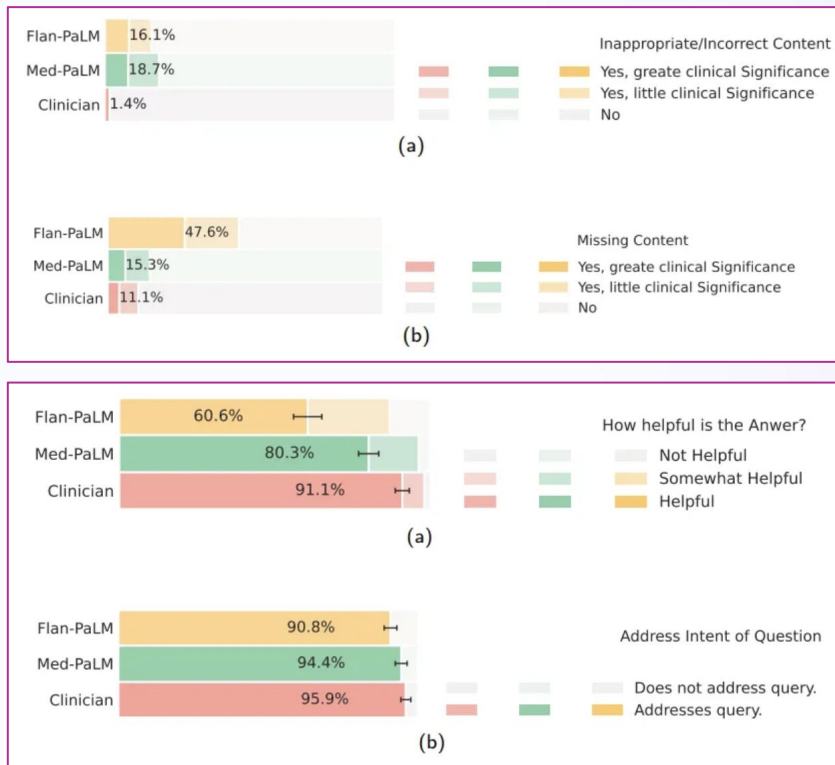 Flan-PaLM 16.1%
Med-PaLM 18.7%
Clinician 1.4%
Inappropriate/Incorrect Content
Yes, greate clinical Significance
Yes, little clinical Significance
No
(a)
Flan-PaLM 47.6%
Med-PaLM 15.3%
Clinician 11.1%
Missing Content
Yes, greate clinical Significance
Yes, little clinical Significance
No
(b)
Flan-PaLM 60.6%
Med-PaLM 80.3%
Clinician 91.1%
How helpful is the Anwer?
Not Helpful
Somewhat Helpful
Helpful
(a)
Flan-PaLM 90.8%
Med-PaLM 94.4%
Clinician 95.9%
Address Intent of Question
Does not address query.
Addresses query.
(b)